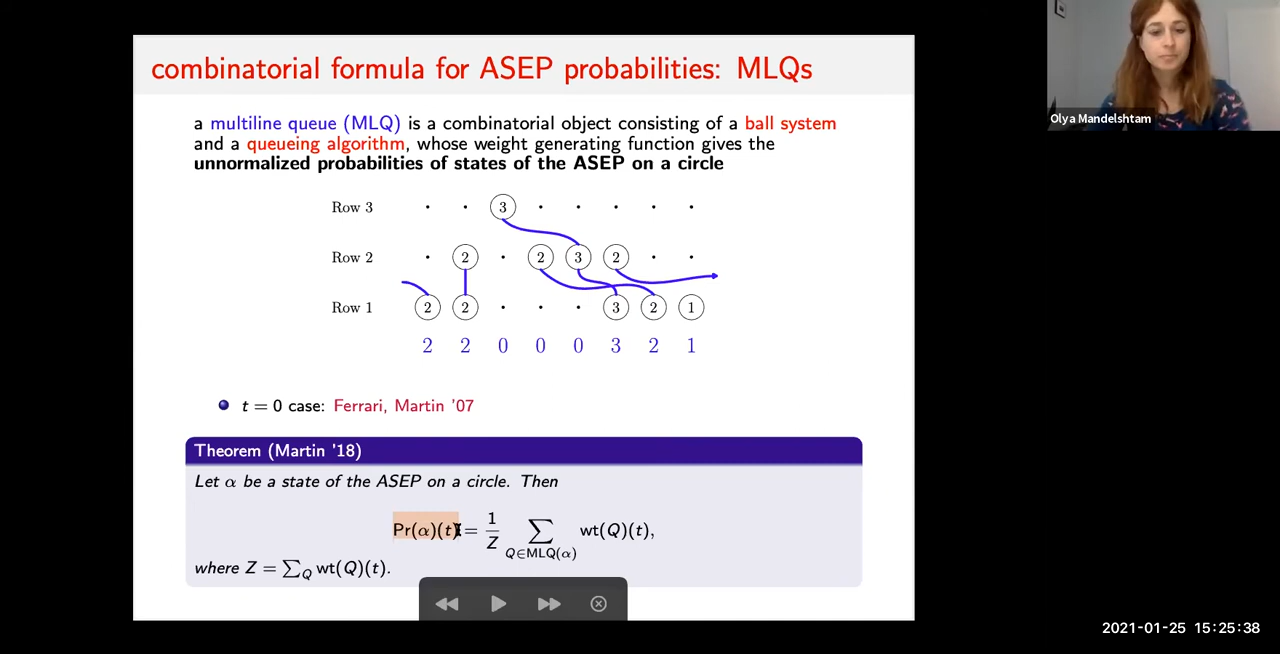 combinatorial formula for ASEP probabilities: MLQs
a multiline queue (MLQ) is a combinatorial object consisting of a ball system
and a queueing algorithm, whose weight generating function gives the
unnormalized probabilities of states of the ASEP on a circle
Row 3 · · 3 · · · · ·
Row 2 · 2 · 2 3 2 · ·
Row 1 2 2 · · · 3 2 1
2 2 0 0 0 3 2 1
t = 0 case: Ferrari, Martin '07
Theorem (Martin '18)
Let α be a state of the ASEP on a circle. Then
Pr(α)(t) = 1/Z ∑_{Q∈MLQ(α)} wt(Q)(t),
where Z = ∑_Q wt(Q)(t).
Olya Mandelshtam
2021-01-25 15:25:38